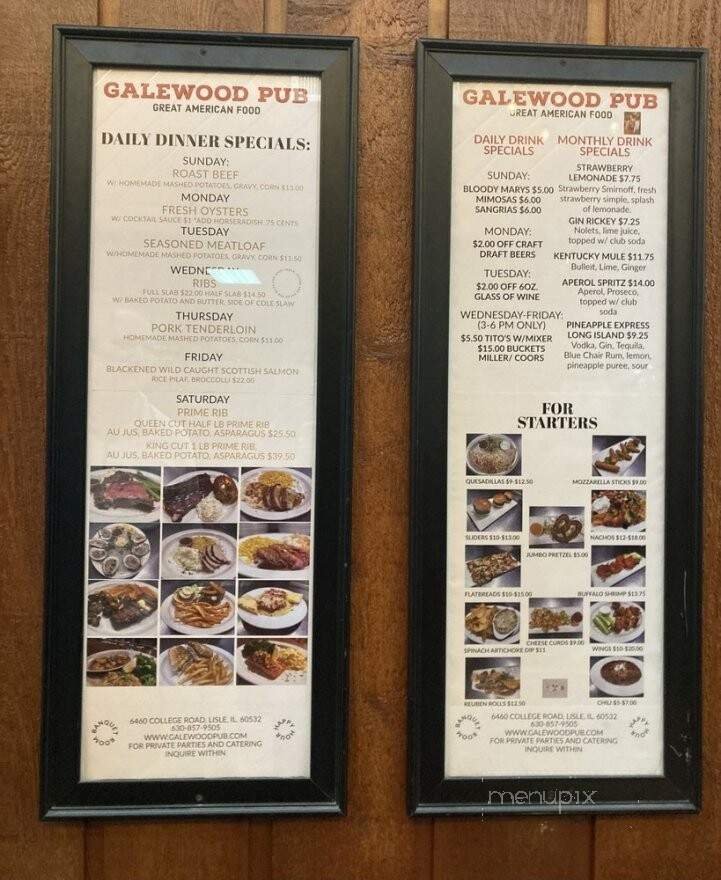 GALEWOOD PUB
GREAT AMERICAN FOOD
DAILY DINNER SPECIALS:
SUNDAY:
ROAST BEEF
W/ HOMEMADE MASHED POTATOES, GRAVY, CORN $13.00
MONDAY
FRESH OYSTERS
W/ COCKTAIL SAUCE $1 *ADD HORSERADISH .75 CENTS
TUESDAY
SEASONED MEATLOAF
W/HOMEMADE MASHED POTATOES, GRAVY, CORN $11.50
RIBS
FULL SLAB $22.00 HALF SLAB $14.50
W/ BAKED POTATO AND BUTTER, SIDE OF COLE SLAW
THURSDAY
PORK TENDERLOIN
HOMEMADE MASHED POTATOES, CORN $11.00
FRIDAY
BLACKENED WILD CAUGHT SCOTTISH SALMON
RICE PILAF, BROCCOLLI $22.00
SATURDAY
PRIME RIB
QUEEN CUT HALF LB PRIME RIB
AU JUS, BAKED POTATO, ASPARAGUS $25.50
KING CUT 1 LB PRIME RIB,
AU JUS, BAKED POTATO, ASPARAGUS $39.50
BANQUET ROOM
6460 COLLEGE ROAD, LISLE, IL. 60532
630-857-9505
WWW.GALEWOODPUB.COM
FOR PRIVATE PARTIES AND CATERING
INQUIRE WITHIN
HAPPY HOUR
GALEWOOD PUB
GREAT AMERICAN FOOD
DAILY DRINK
SPECIALS
SUNDAY:
BLOODY MARYS $5.00
MIMOSAS $6.00
SANGRIAS $6.00
MONDAY:
$2.00 OFF CRAFT
DRAFT BEERS
TUESDAY:
$2.00 OFF 6OZ.
GLASS OF WINE
WEDNESDAY-FRIDAY:
(3-6 PM ONLY)
$5.50 TITO'S W/MIXER
$15.00 BUCKETS
MILLER/ COORS
MONTHLY DRINK
SPECIALS
STRAWBERRY
LEMONADE $7.75
Strawberry Smirnoff, fresh
strawberry simple, splash
of lemonade.
GIN RICKEY $7.25
Nolets, lime juice,
topped w/ club soda
KENTUCKY MULE $11.75
Bulleit, Lime, Ginger
APEROL SPRITZ $14.00
Aperol, Proseco,
topped w/ club
soda
PINEAPPLE EXPRESS
LONG ISLAND $9.25
Vodka, Gin, Tequila,
Blue Chair Rum, lemon,
pineapple puree, sour
FOR
STARTERS
QUESADILLAS $9-$12.50
MOZZARELLA STICKS $9.00
SLIDERS $10-$13.00
NACHOS $12-$18.00
JUMBO PRETZEL $5.00
FLATBREADS $10-$15.00
BUFFALO SHRIMP $13.75
CHEESE CURDS $9.00
SPINACH ARTICHOKE DIP $11
WINGS $10-$20.00
REUBEN ROLLS $12.50
CHILI $5-$7.00
BANQUET ROOM
6460 COLLEGE ROAD, LISLE, IL. 60532
630-857-9505
WWW.GALEWOODPUB.COM
FOR PRIVATE PARTIES AND CATERING
INQUIRE WITHIN
HAPPY HOUR
menupix